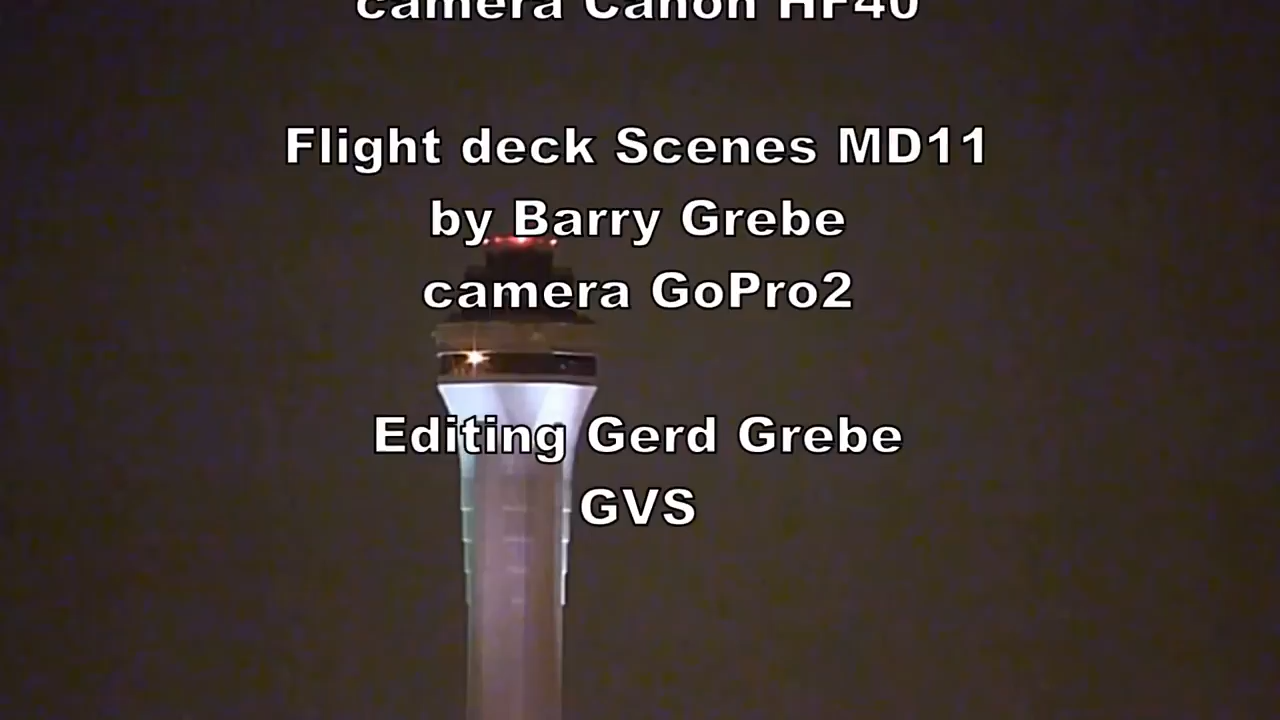 camera Canon HF40
Flight deck Scenes MD11
by Barry Grebe
camera GoPro2
Editing Gerd Grebe
GVS